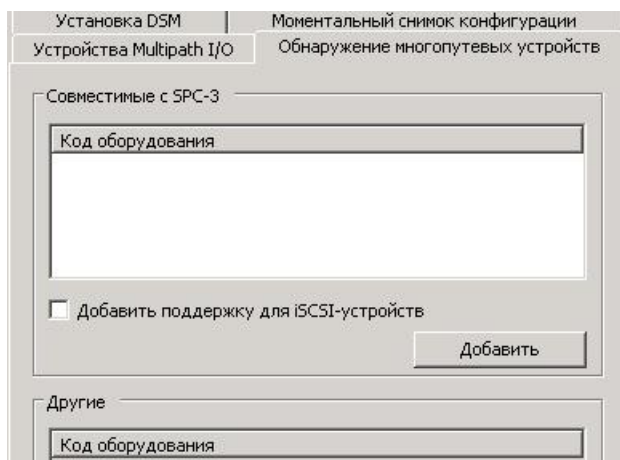 Установка DSM
Моментальный снимок конфигурации
Устройства Multipath I/O
Обнаружение многопутевых устройств
Совместимые с SPC-3
Код оборудования
Добавить поддержку для iSCSI-устройств
Добавить
Другие
Код оборудования